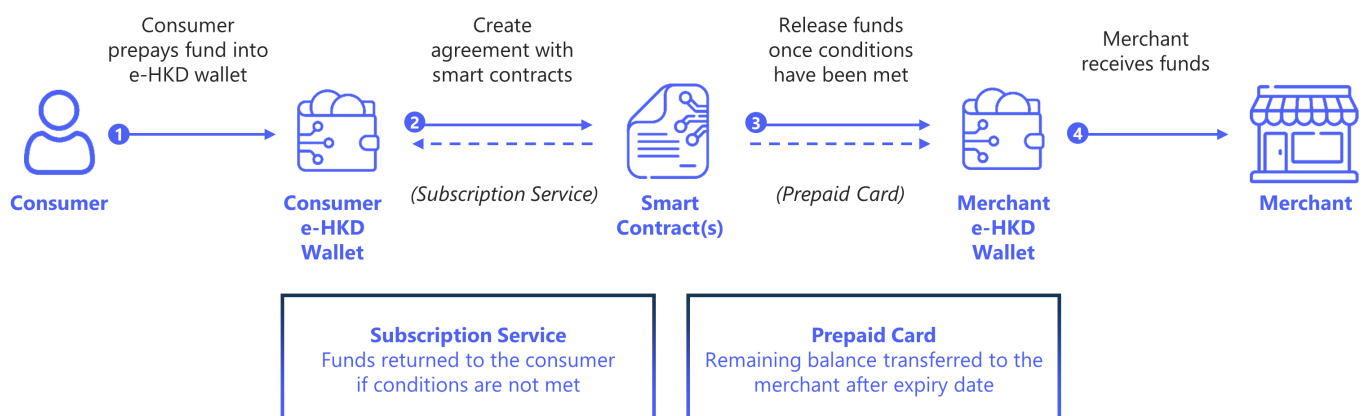 Consumer
prepays fund into
e-HKD wallet
Create
agreement with
smart contracts
Release funds
once conditions
have been met
Merchant
receives funds
1
2
3
4
(Subscription Service)
(Prepaid Card)
Consumer
Consumer
e-HKD
Wallet
Smart
Contract(s)
Merchant
e-HKD
Wallet
Merchant
Subscription Service
Funds returned to the consumer
if conditions are not met
Prepaid Card
Remaining balance transferred to the
merchant after expiry date